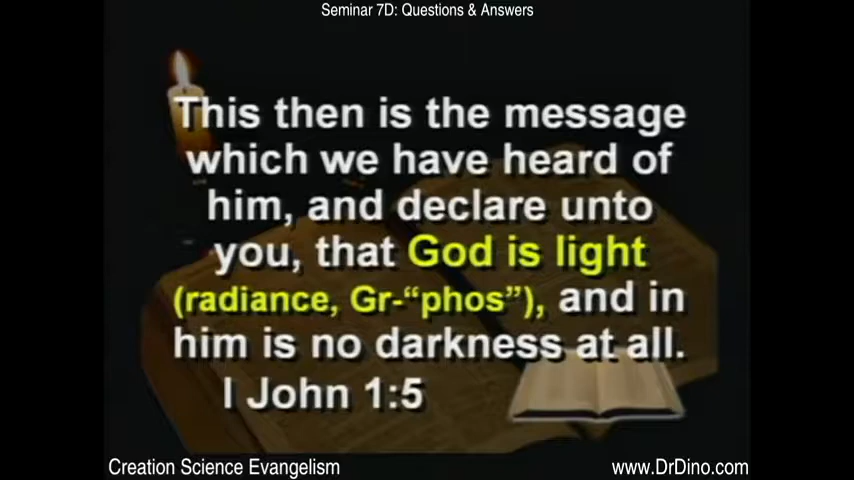 Seminar 7D: Questions & Answers
This then is the message
which we have heard of
him, and declare unto
you, that God is light
(radiance, Gr-“phos”), and in
him is no darkness at all.
I John 1:5
Creation Science Evangelism
www.DrDino.com